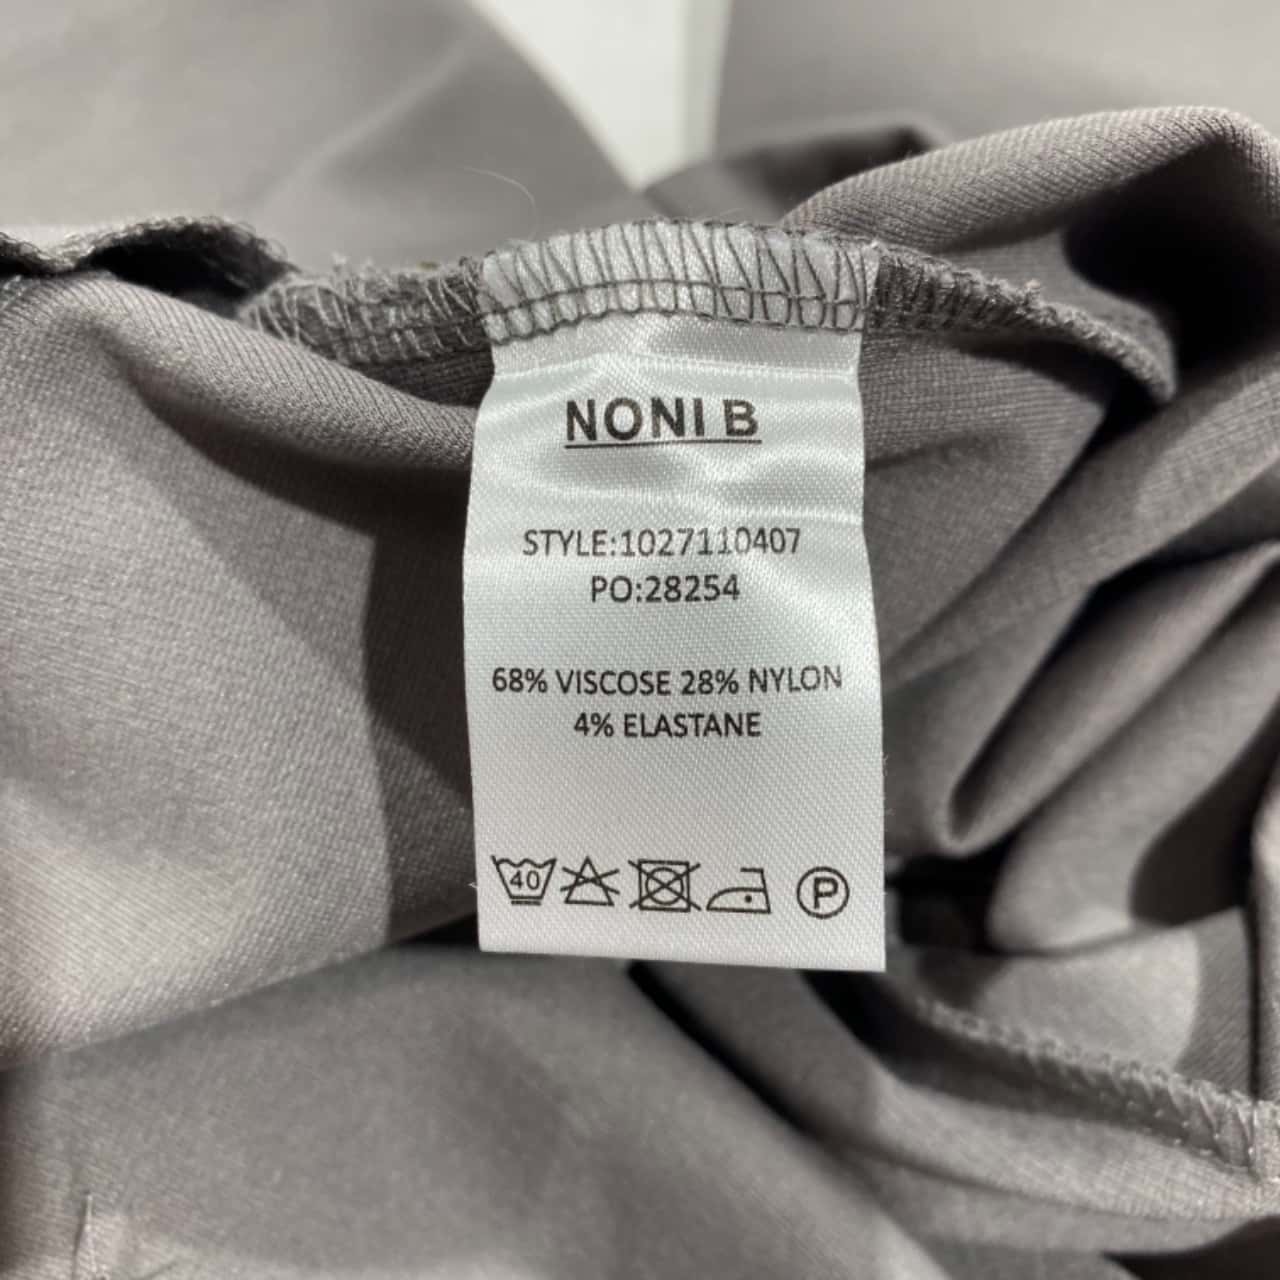 NONI B
STYLE:1027110407
PO:28254
68% VISCOSE 28% NYLON
4% ELASTANE
40 P